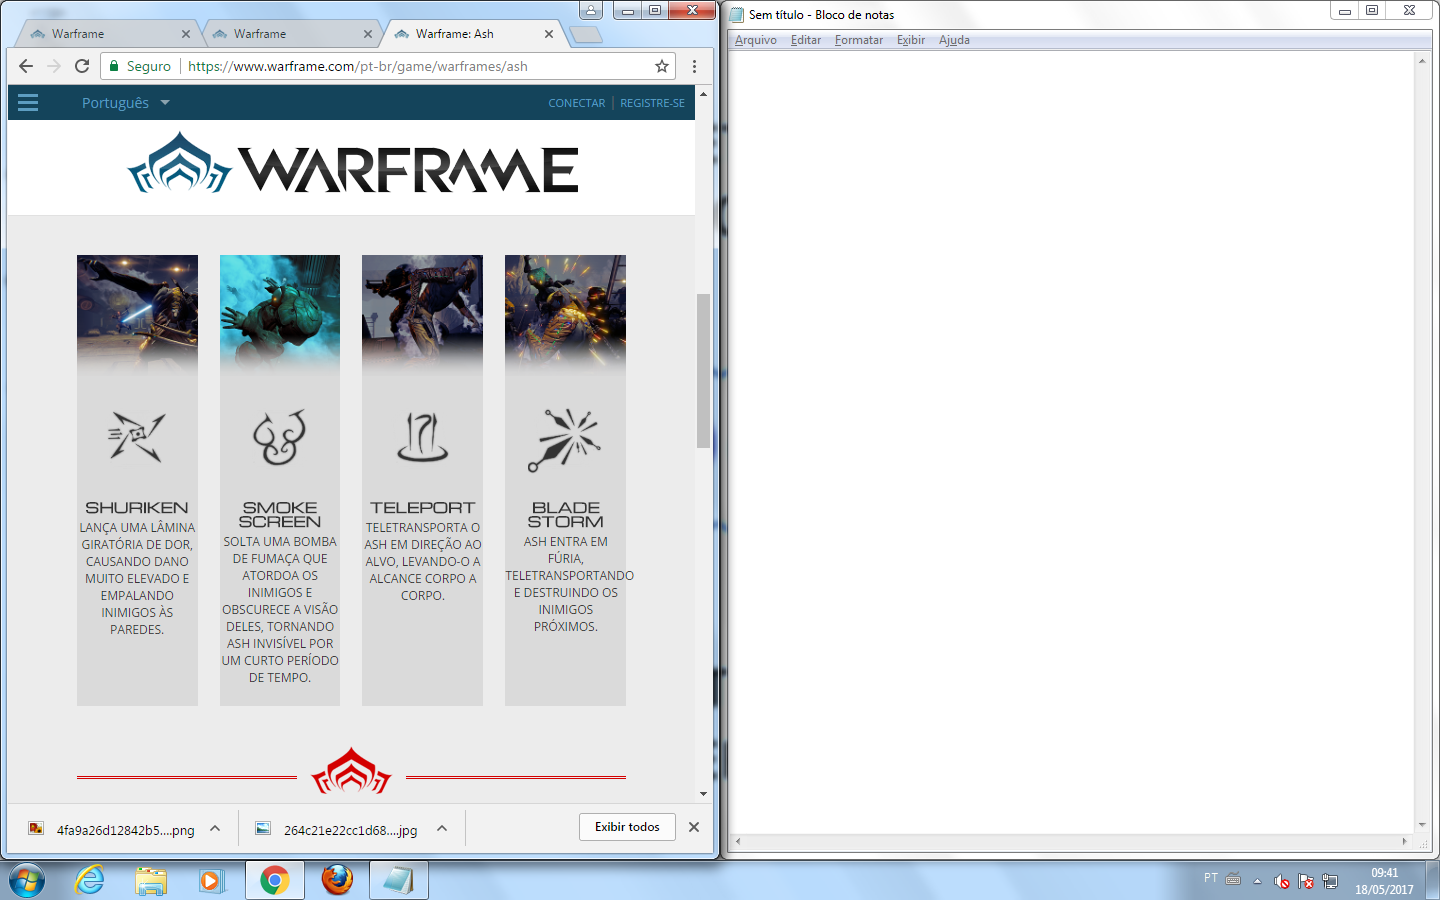 Warframe
Warframe
Warframe: Ash
Seguro
https://www.warframe.com/pt-br/game/warframes/ash
Português
CONECTAR
REGISTRE-SE
WARFRAME
SHURIKEN
LANÇA UMA LÂMINA
GIRATÓRIA DE DOR,
CAUSANDO DANO
MUITO ELEVADO E
EMPALANDO
INIMIGOS ÀS
PAREDES.
SMOKE
SCREEN
SOLTA UMA BOMBA
DE FUMAÇA QUE
ATORDOA OS
INIMIGOS E
OBSCURECE A VISÃO
DELES, TORNANDO
ASH INVISÍVEL POR
UM CURTO PERÍODO
DE TEMPO.
TELEPORT
TELETRANSPORTA O
ASH EM DIREÇÃO AO
ALVO, LEVANDO-O A
ALCANCE CORPO A
CORPO.
BLADE
STORM
ASH ENTRA EM
FÚRIA,
TELETRANSPORTANDO
E DESTRUINDO OS
INIMIGOS
PRÓXIMOS.
4fa9a26d12842b5....png
264c21e22cc1d68....jpg
Exibir todos
Sem título - Bloco de notas
Arquivo Editar Formatar Exibir Ajuda
PT
09:41
18/05/2017